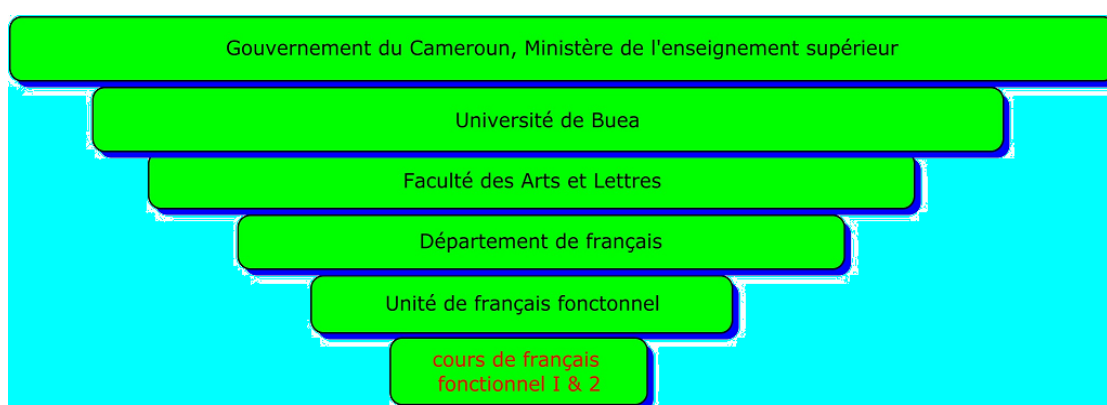 Gouvernement du Cameroun, Ministère de l'enseignement supérieur
Université de Buea
Faculté des Arts et Lettres
Département de français
Unité de français fonctonnel
cours de français
fonctionnel I & 2